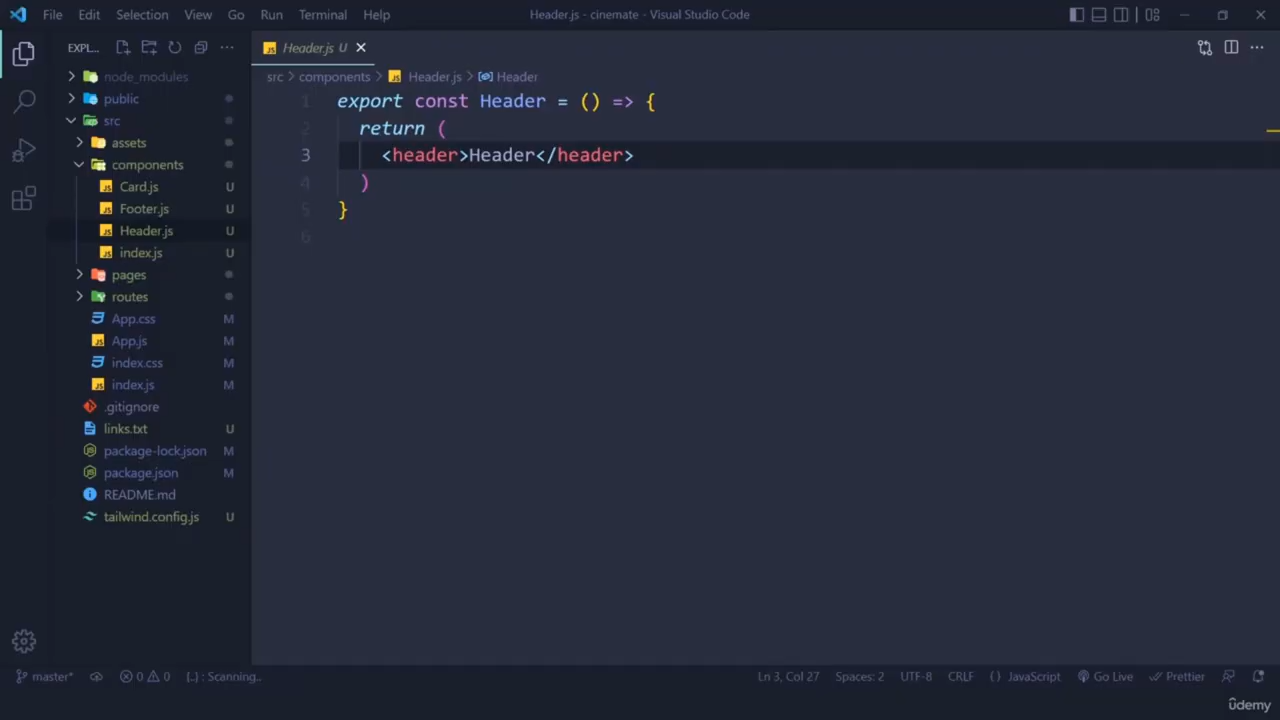 File Edit Selection View Go Run Terminal Help Header.js - cinemate - Visual Studio Code
EXPL... Header.js U
src > components > Header.js > Header
node_modules
public
src
assets
components
Card.js U
Footer.js U
Header.js U
index.js U
pages
routes
App.css M
App.js M
index.css M
index.js M
.gitignore
links.txt U
package-lock.json M
package.json M
README.md
tailwind.config.js U
1 export const Header = () => {
2 return (
3 <header>Header</header>
4 )
5 }
6
master* 0 0 [..] : Scanning.. Ln 3, Col 27 Spaces: 2 UTF-8 CRLF () JavaScript Go Live Prettier
ûdemy